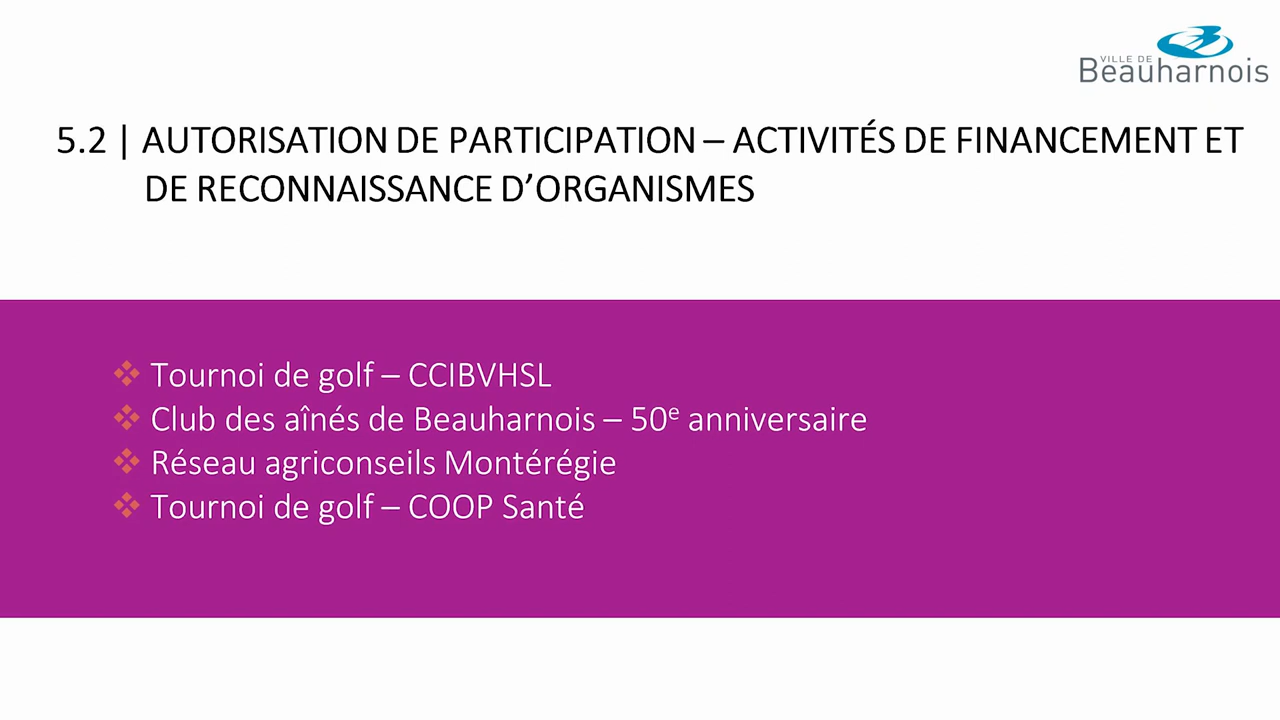 VILLE DE
Beauharnois
5.2 | AUTORISATION DE PARTICIPATION – ACTIVITÉS DE FINANCEMENT ET
DE RECONNAISSANCE D’ORGANISMES
❖ Tournoi de golf – CCIBVHSL
❖ Club des aînés de Beauharnois – 50ᵉ anniversaire
❖ Réseau agriconseils Montérégie
❖ Tournoi de golf – COOP Santé